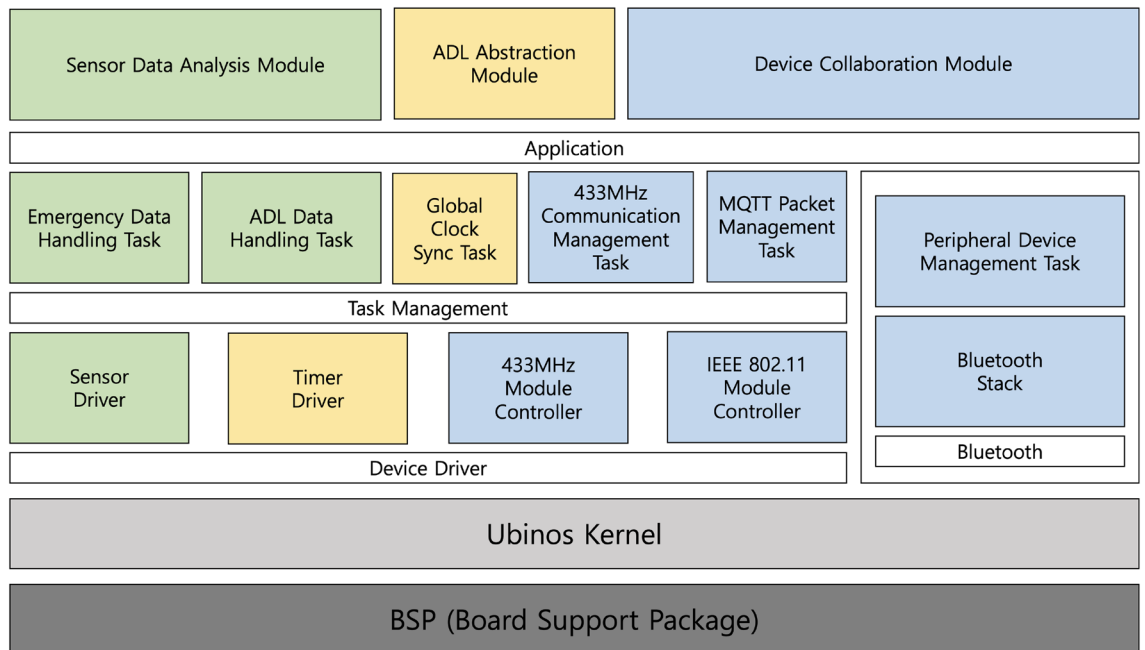 Sensor Data Analysis Module
ADL Abstraction
Module
Device Collaboration Module
Application
Emergency Data
Handling Task
ADL Data
Handling Task
Global
Clock
Sync Task
433MHz
Communication
Management
Task
MQTT Packet
Management
Task
Peripheral Device
Management Task
Task Management
Sensor
Driver
Timer
Driver
433MHz
Module
Controller
IEEE 802.11
Module
Controller
Bluetooth
Stack
Bluetooth
Device Driver
Ubinos Kernel
BSP (Board Support Package)